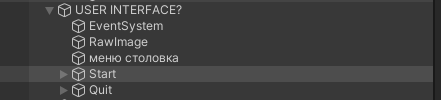 USER INTERFACE?
EventSystem
RawImage
меню столовка
Start
Quit